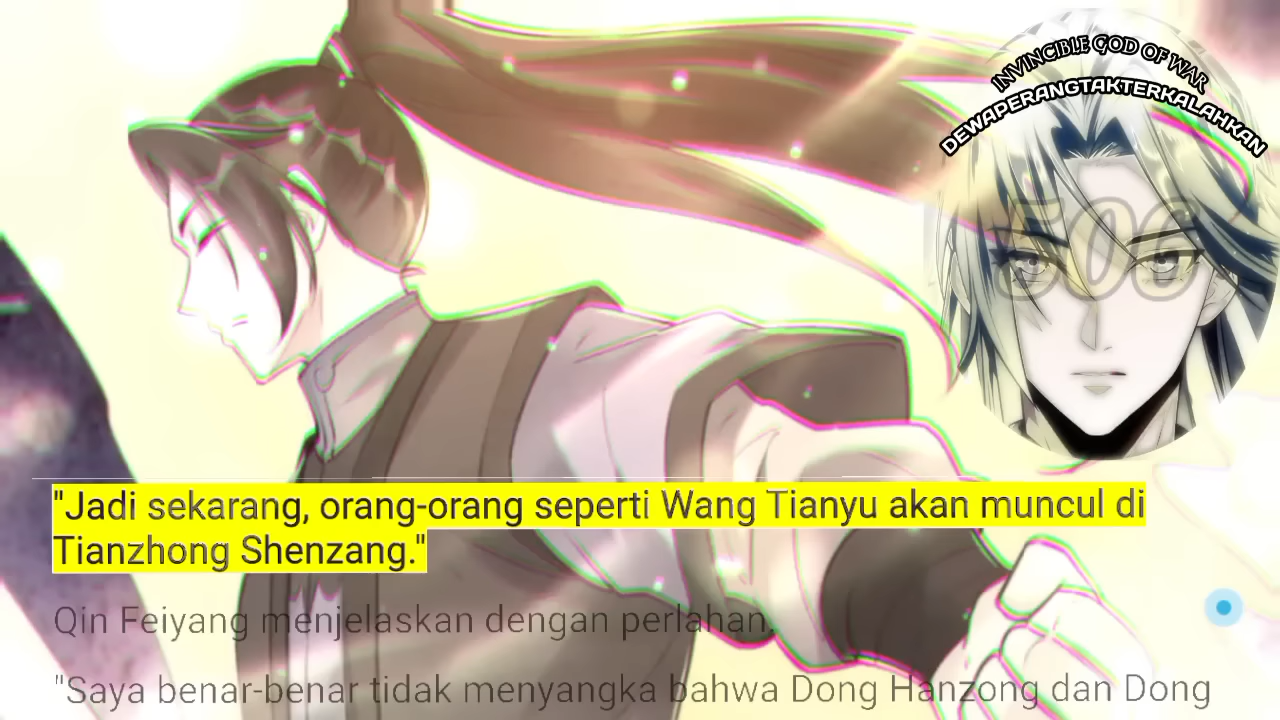 INVINCIBLE GOD OF WAR
DEWAPERANGTAKTERKALAHKAN
506
"Jadi sekarang, orang-orang seperti Wang Tianyu akan muncul di
Tianzhong Shenzang."
Qin Feiyang menjelaskan dengan perlahan.
"Saya benar-benar tidak menyangka bahwa Dong Hanzong dan Dong